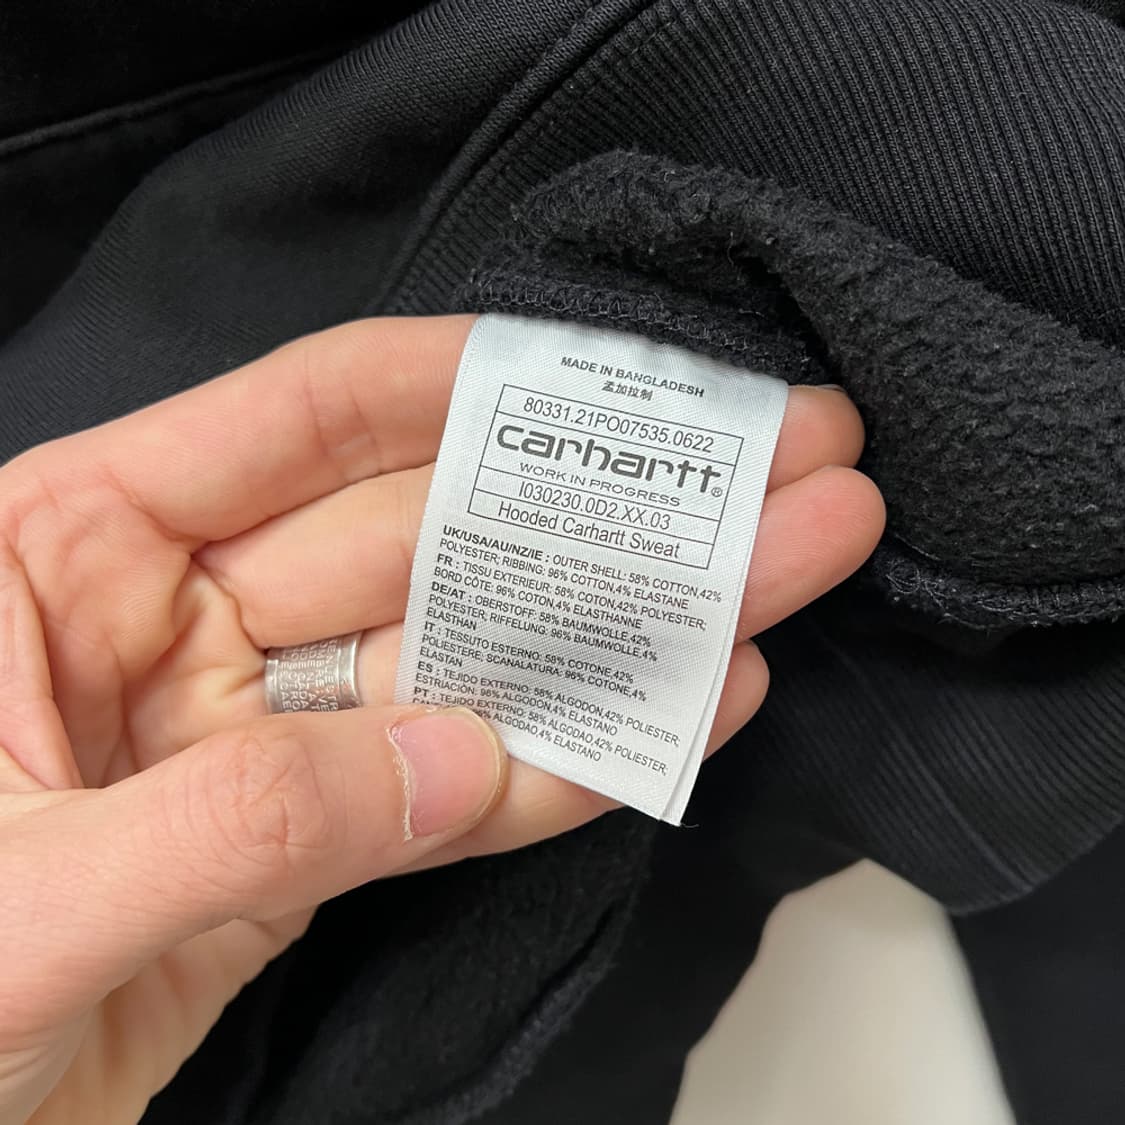 MADE IN BANGLADESH
孟加拉制
80331.21PO07535.0622
carhartt®
WORK IN PROGRESS
I030230.0D2.XX.03
Hooded Carhartt Sweat
UK/USA/AU/NZ/IE : OUTER SHELL: 58% COTTON,42%
POLYESTER; RIBBING: 96% COTTON,4% ELASTANE
FR : TISSU EXTERIEUR: 58% COTON,42% POLYESTER;
BORD CÔTE: 96% COTON,4% ELASTHANNE
DE/AT : OBERSTOFF: 58% BAUMWOLLE,42%
POLYESTER; RIFFELUNG: 96% BAUMWOLLE,4%
ELASTHAN
IT : TESSUTO ESTERNO: 58% COTONE,42%
POLIESTERE; SCANALATURA: 96% COTONE,4%
ELASTAN
ES : TEJIDO EXTERNO: 58% ALGODON,42% POLIESTER;
ESTRIACIÓN: 96% ALGODON,4% ELASTANO
PT : TEJIDO EXTERNO: 58% ALGODAO,42% POLIESTER;
96% ALGODAO,4% ELASTANO